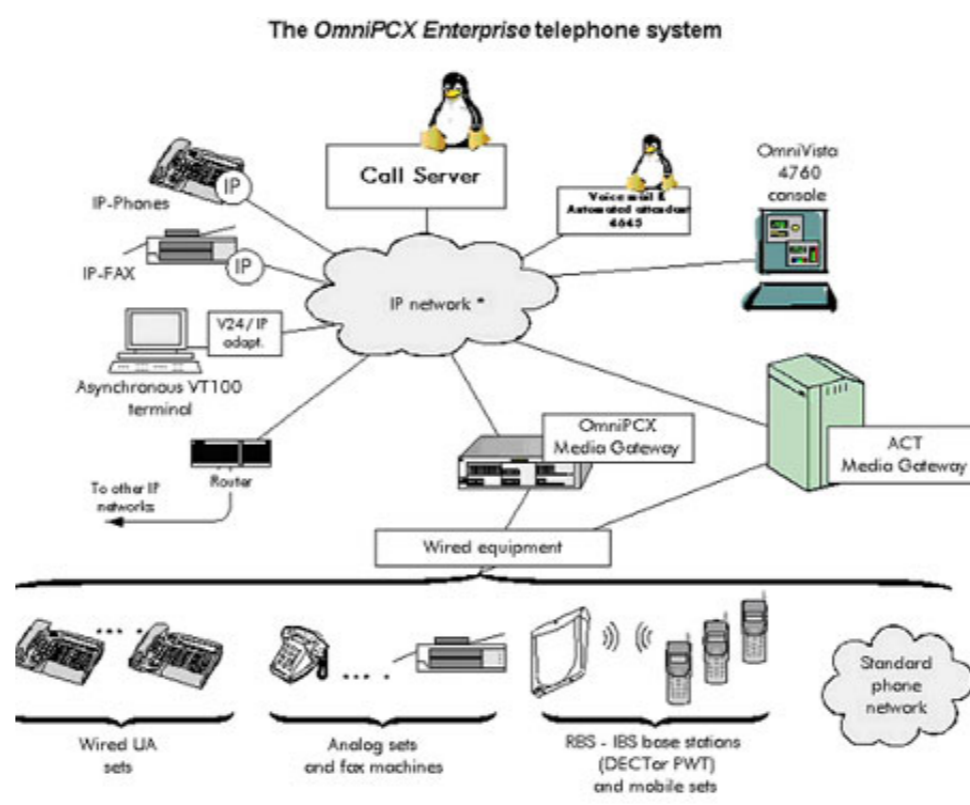 The OmniPCX Enterprise telephone system
Call Server
OmniVista
4760
console
Voice mail &
Automated attendant
4645
IP
IP-Phones
IP
IP-FAX
IP network *
V24 / IP
adapt.
Asynchronous VT100
terminal
OmniPCX
Media Gateway
ACT
Media Gateway
Router
To other IP
networks
Wired equipment
Standard
phone
network
Wired UA
sets
Analog sets
and fax machines
RBS - IBS base stations
(DECTor PWT)
and mobile sets